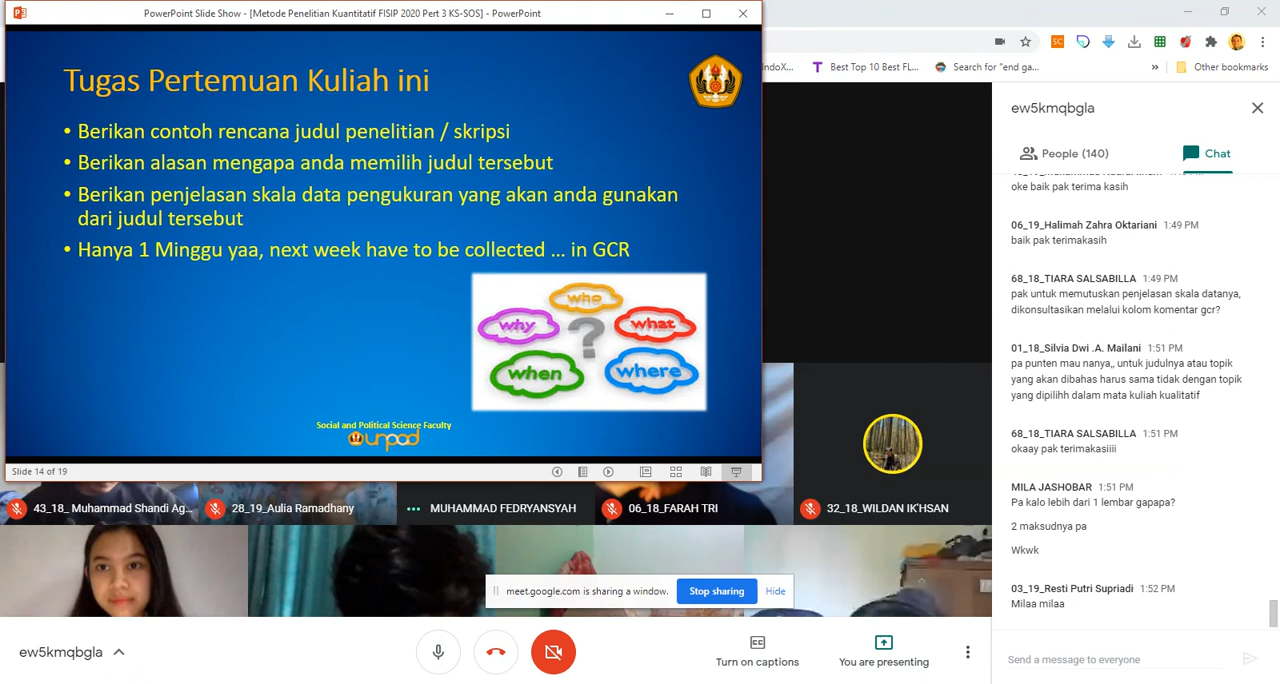 PowerPoint Slide Show - [Metode Penelitian Kuantitatif FISIP 2020 Pert 3 KS-SOS] - PowerPoint
Tugas Pertemuan Kuliah ini
• Berikan contoh rencana judul penelitian / skripsi
• Berikan alasan mengapa anda memilih judul tersebut
• Berikan penjelasan skala data pengukuran yang akan anda gunakan
dari judul tersebut
• Hanya 1 Minggu yaa, next week have to be collected ... in GCR
who
why
?
what
when
where
Social and Political Science Faculty
unpad
Slide 14 of 19
SC
IndoX...
T Best Top 10 Best FL...
Search for "end ga...
»
Other bookmarks
43_18_ Muhammad Shandi Ag...
28_19_Aulia Ramadhany
MUHAMMAD FEDRYANSYAH
06_18_FARAH TRI
32_18_WILDAN IK'HSAN
meet.google.com is sharing a window.
Stop sharing
Hide
ew5kmqbgla
Turn on captions
You are presenting
ew5kmqbgla
People (140)
Chat
oke baik pak terima kasih
06_19_Halimah Zahra Oktariani 1:49 PM
baik pak terimakasih
68_18_TIARA SALSABILLA 1:49 PM
pak untuk memutuskan penjelasan skala datanya,
dikonsultasikan melalui kolom komentar gcr?
01_18_Silvia Dwi .A. Mailani 1:51 PM
pa punten mau nanya,, untuk judulnya atau topik
yang akan dibahas harus sama tidak dengan topik
yang dipilihh dalam mata kuliah kualitatif
68_18_TIARA SALSABILLA 1:51 PM
okaay pak terimakasiiii
MILA JASHOBAR 1:51 PM
Pa kalo lebih dari 1 lembar gapapa?
2 maksudnya pa
Wkwk
03_19_Resti Putri Supriadi 1:52 PM
Milaa milaa
Send a message to everyone